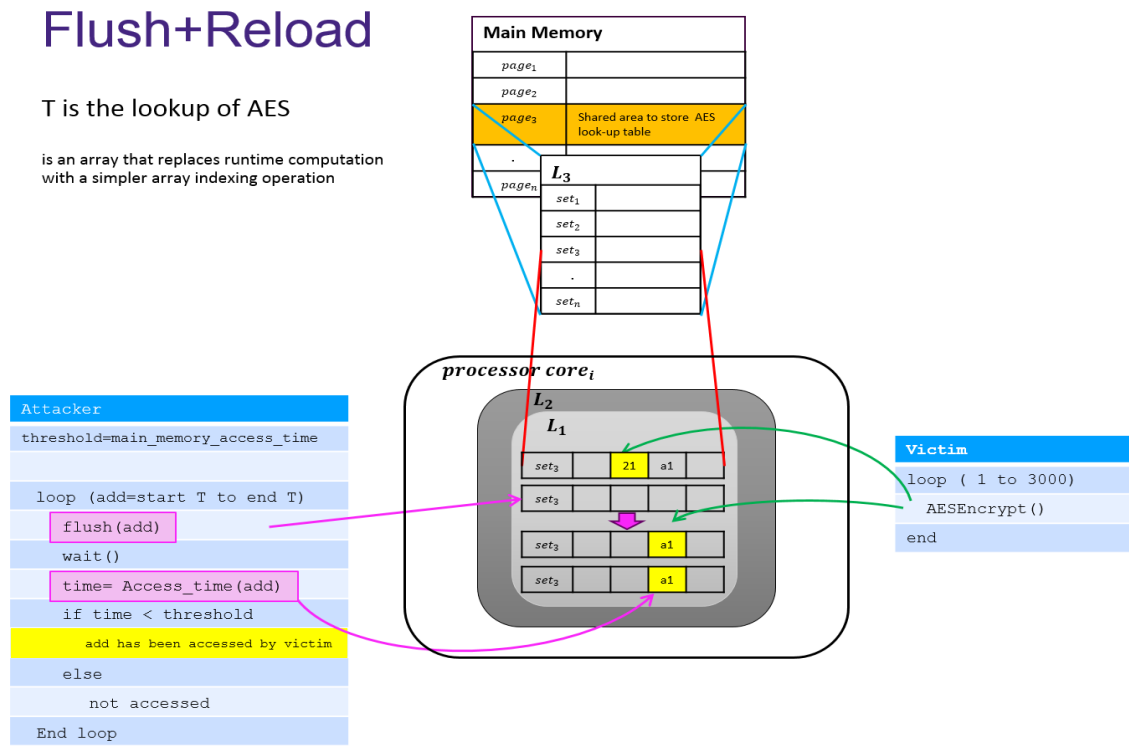 Flush+Reload
T is the lookup of AES
is an array that replaces runtime computation
with a simpler array indexing operation
Main Memory
page₁
page₂
page₃ Shared area to store AES
look-up table
.
pageₙ
L₃
set₁
set₂
set₃
.
setₙ
processor coreᵢ
L₂
L₁
set₃ 21 a1
set₃
set₃ a1
set₃ a1
Attacker
threshold=main_memory_access_time
loop (add=start T to end T)
flush(add)
wait()
time= Access_time(add)
if time < threshold
add has been accessed by victim
else
not accessed
End loop
Victim
loop ( 1 to 3000)
AESEncrypt()
end